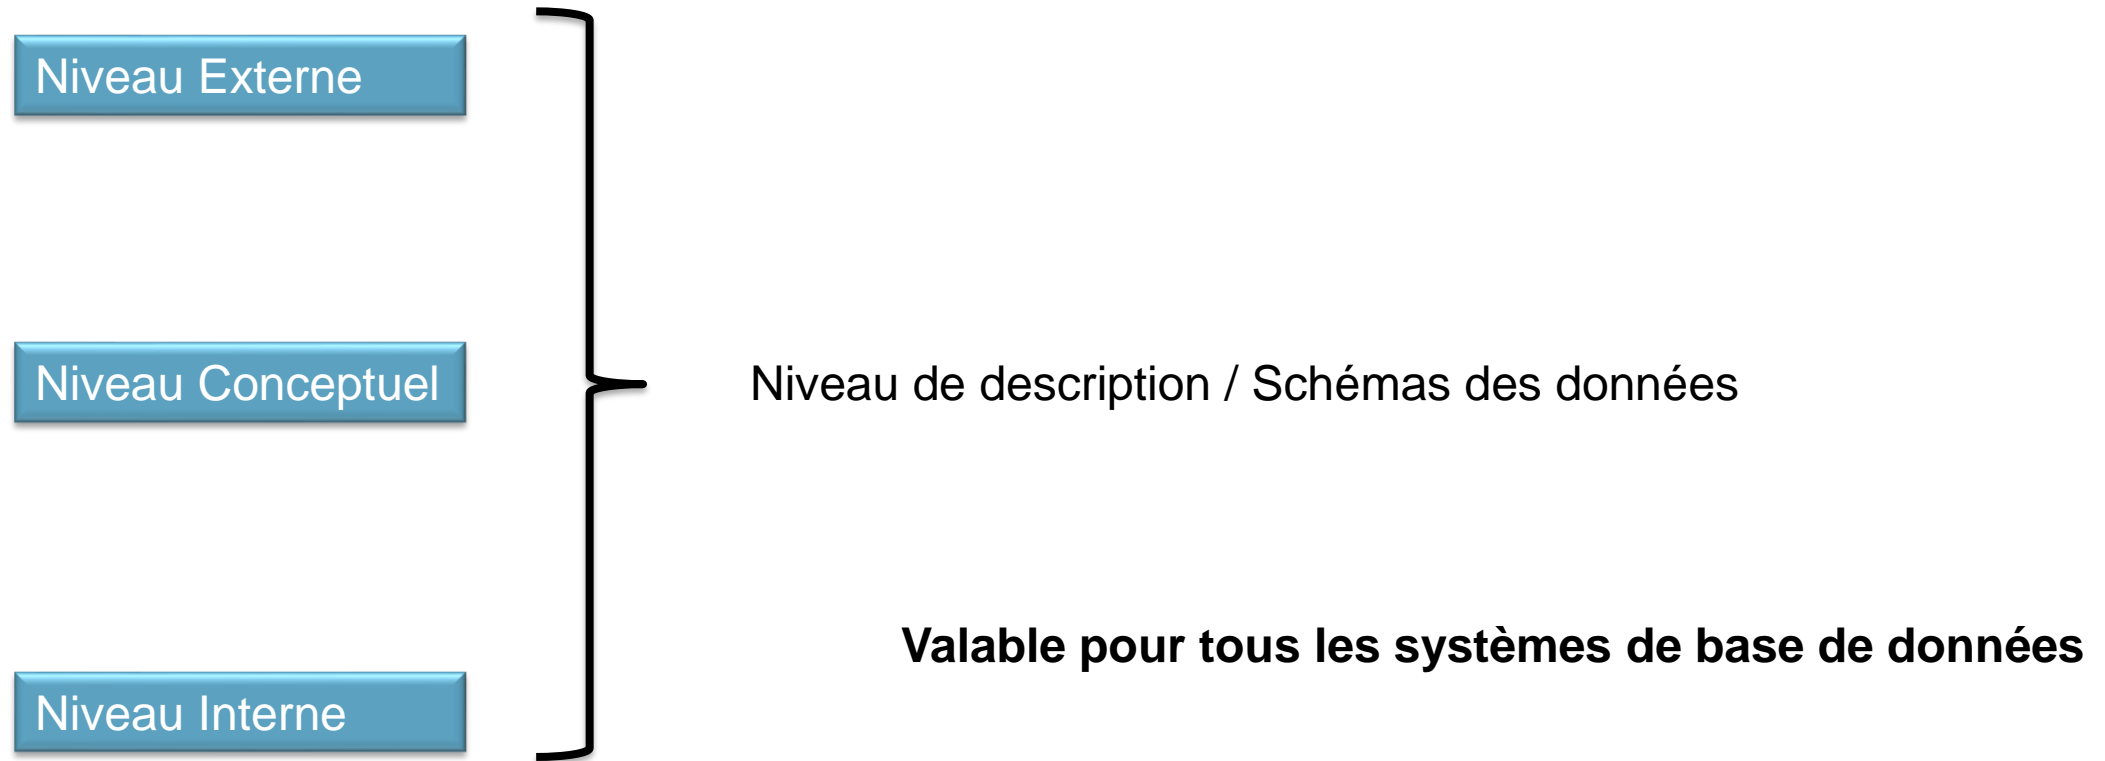 Niveau Externe
Niveau Conceptuel
Niveau de description / Schémas des données
Valable pour tous les systèmes de base de données
Niveau Interne